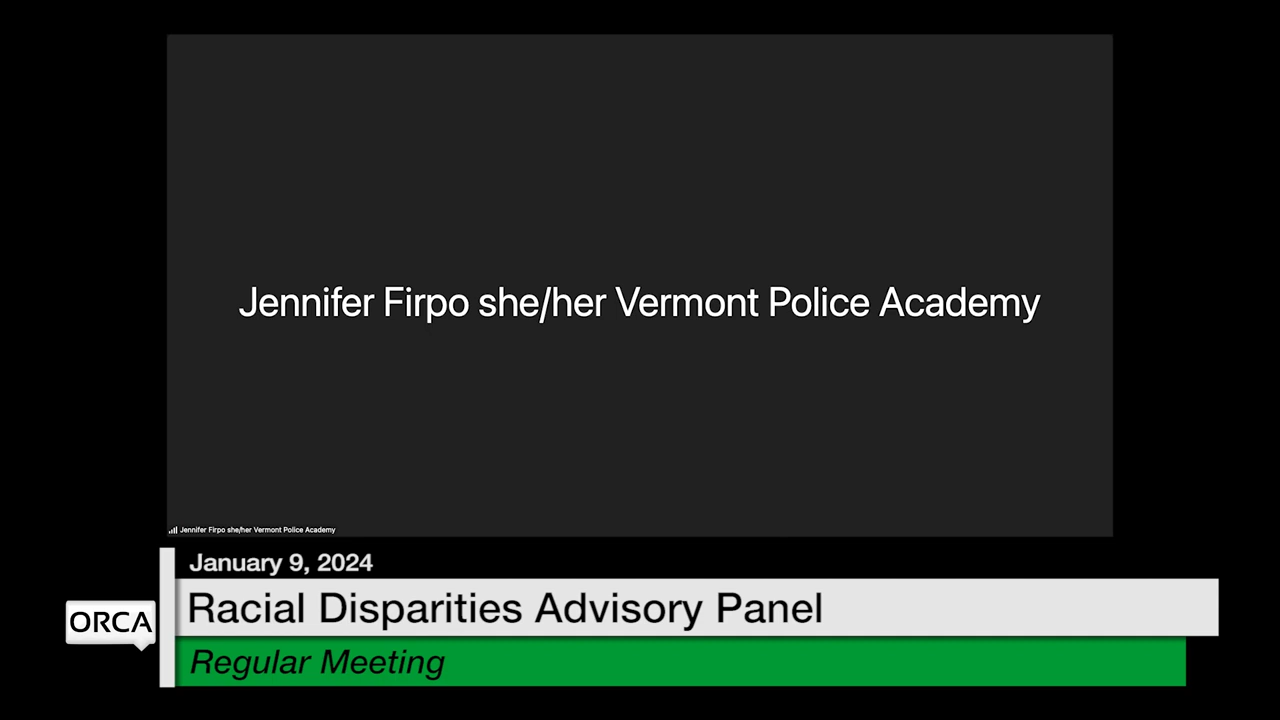 Jennifer Firpo she/her Vermont Police Academy
Jennifer Firpo she/her Vermont Police Academy
January 9, 2024
Racial Disparities Advisory Panel
ORCA
Regular Meeting